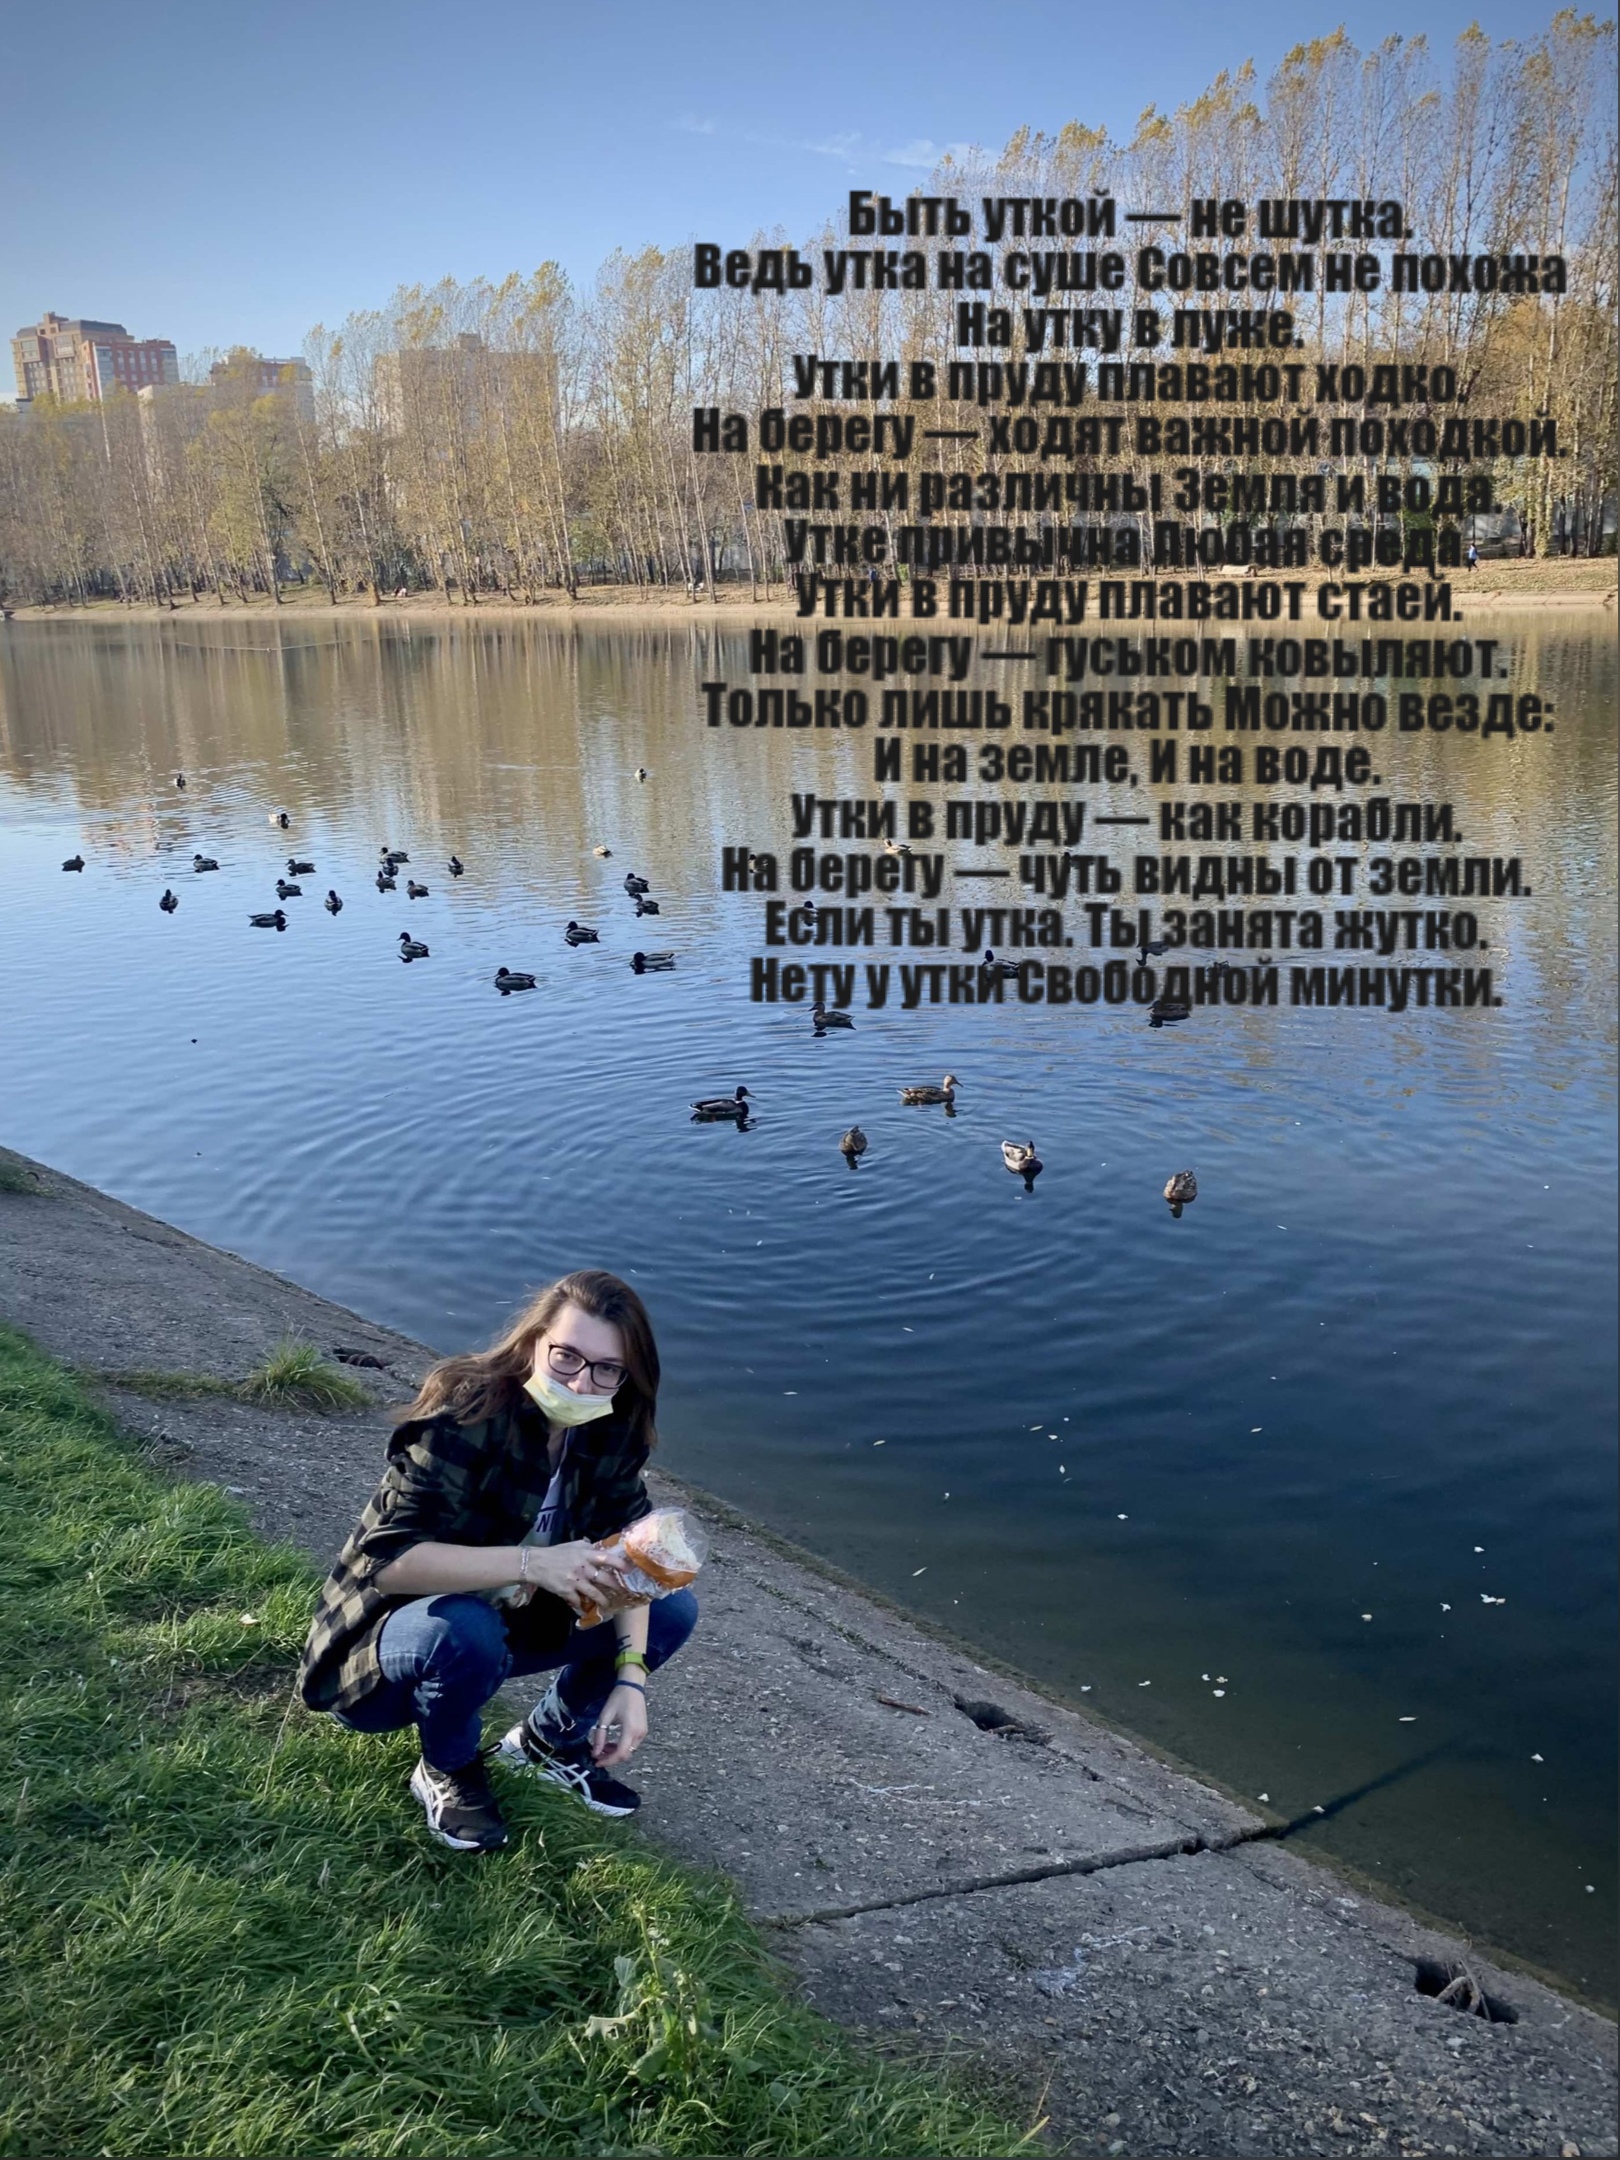 Быть уткой — не шутка.
Ведь утка на суше Совсем не похожа
На утку в луже.
Утки в пруду плавают ходко.
На берегу — ходят важной походкой.
Как ни различны Земля и вода.
Утке привычна Любая среда.
Утки в пруду плавают стаей.
На берегу — гуськом ковыляют.
Только лишь крякать Можно везде:
И на земле, И на воде.
Утки в пруду — как корабли.
На берегу — чуть видны от земли.
Если ты утка. Ты занята жутко.
Нету у утки Свободной минутки.